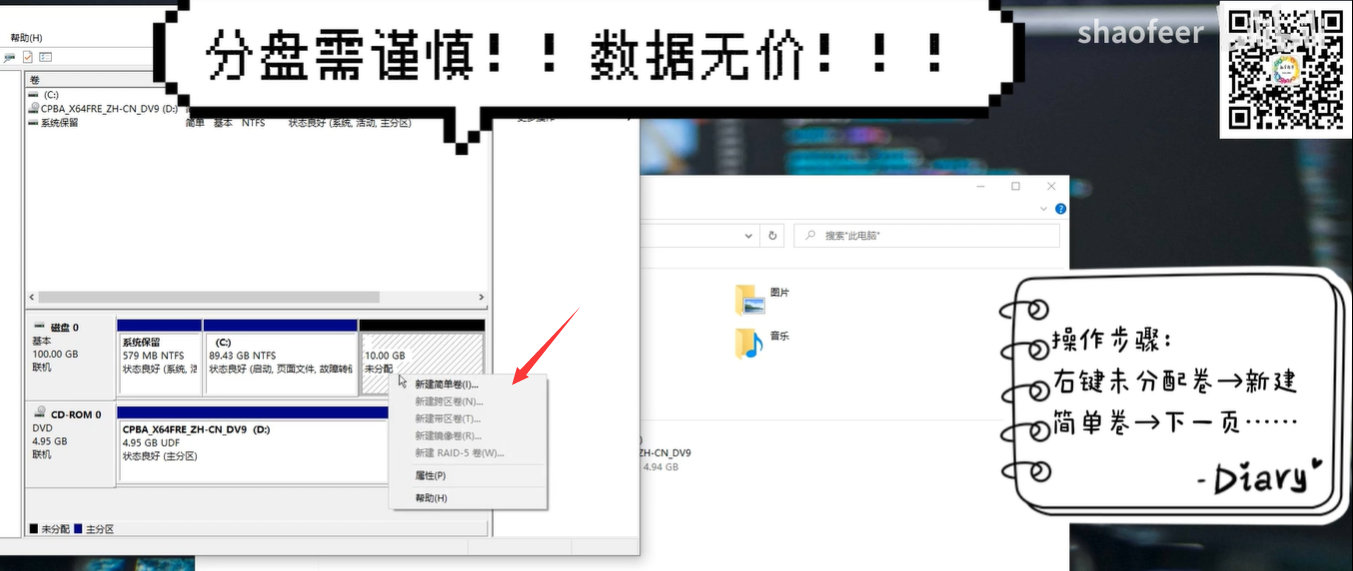 分盘需谨慎！！数据无价！！！
shaofeer
帮助(H)
卷
(C:)
CPBA_X64FRE_ZH-CN_DV9 (D:)
系统保留 简单 基本 NTFS 状态良好 (系统, 活动, 主分区)
搜索"此电脑"
图片
音乐
磁盘 0
基本
100.00 GB
联机
系统保留
579 MB NTFS
状态良好 (系统, 活
(C:)
89.43 GB NTFS
状态良好 (启动, 页面文件, 故障转
10.00 GB
未分配
新建简单卷(I)...
新建跨区卷(N)...
新建带区卷(T)...
新建镜像卷(R)...
新建 RAID-5 卷(W)...
属性(P)
帮助(H)
CD-ROM 0
DVD
4.95 GB
联机
CPBA_X64FRE_ZH-CN_DV9 (D:)
4.95 GB UDF
状态良好 (主分区)
未分配 主分区
ZH-CN_DV9
4.94 GB
操作步骤:
右键未分配卷→新建
简单卷→下一页……
-Diary